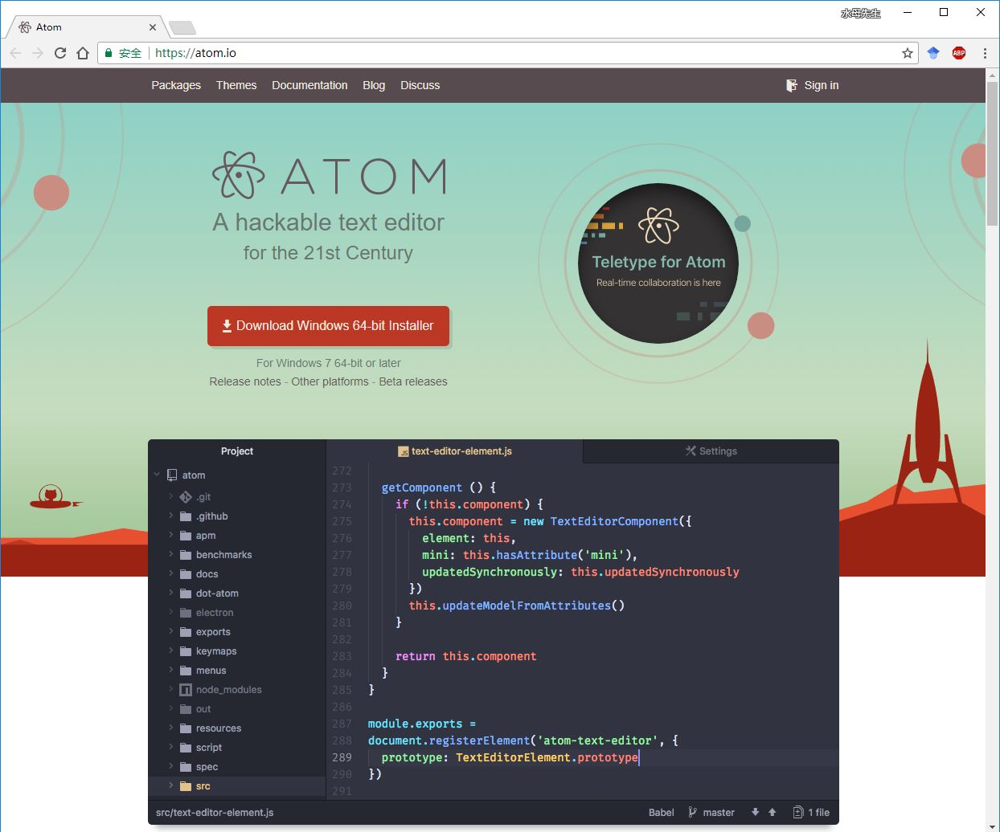 水母先生
Atom
安全 https://atom.io
ABP
Packages Themes Documentation Blog Discuss Sign in
ATOM
A hackable text editor
for the 21st Century
Teletype for Atom
Real-time collaboration is here
Download Windows 64-bit Installer
For Windows 7 64-bit or later
Release notes - Other platforms - Beta releases
Project
text-editor-element.js
Settings
atom
.git
.github
apm
benchmarks
docs
dot-atom
electron
exports
keymaps
menus
node_modules
out
resources
script
spec
src
272
273 getComponent () {
274 if (!this.component) {
275 this.component = new TextEditorComponent({
276 element: this,
277 mini: this.hasAttribute('mini'),
278 updatedSynchronously: this.updatedSynchronously
279 })
280 this.updateModelFromAttributes()
281 }
282
283 return this.component
284 }
285 }
286
287 module.exports =
288 document.registerElement('atom-text-editor', {
289 prototype: TextEditorElement.prototype
290 })
291
src/text-editor-element.js Babel master 1 file